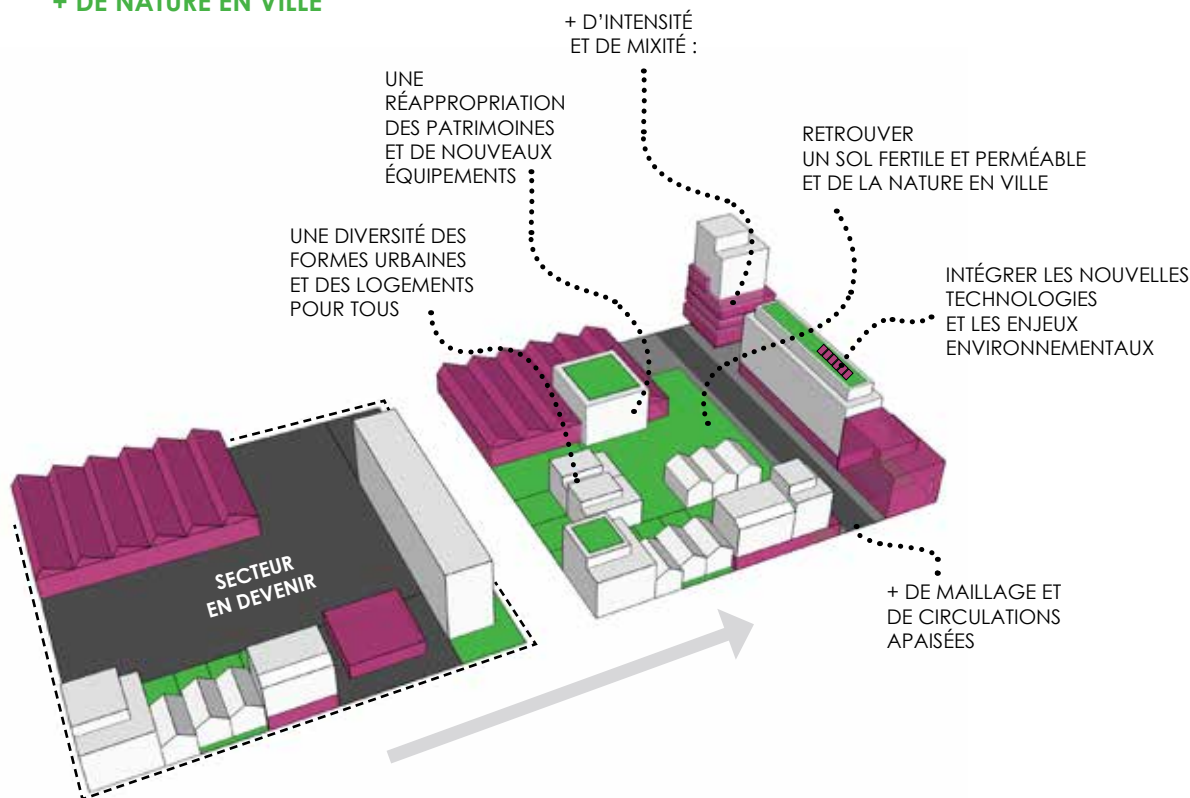 + DE NATURE EN VILLE
+ D'INTENSITÉ
ET DE MIXITÉ :
UNE
RÉAPPROPRIATION
DES PATRIMOINES
ET DE NOUVEAUX
ÉQUIPEMENTS
RETROUVER
UN SOL FERTILE ET PERMÉABLE
ET DE LA NATURE EN VILLE
UNE DIVERSITÉ DES
FORMES URBAINES
ET DES LOGEMENTS
POUR TOUS
INTÉGRER LES NOUVELLES
TECHNOLOGIES
ET LES ENJEUX
ENVIRONNEMENTAUX
SECTEUR
EN DEVENIR
+ DE MAILLAGE ET
DE CIRCULATIONS
APAISÉES